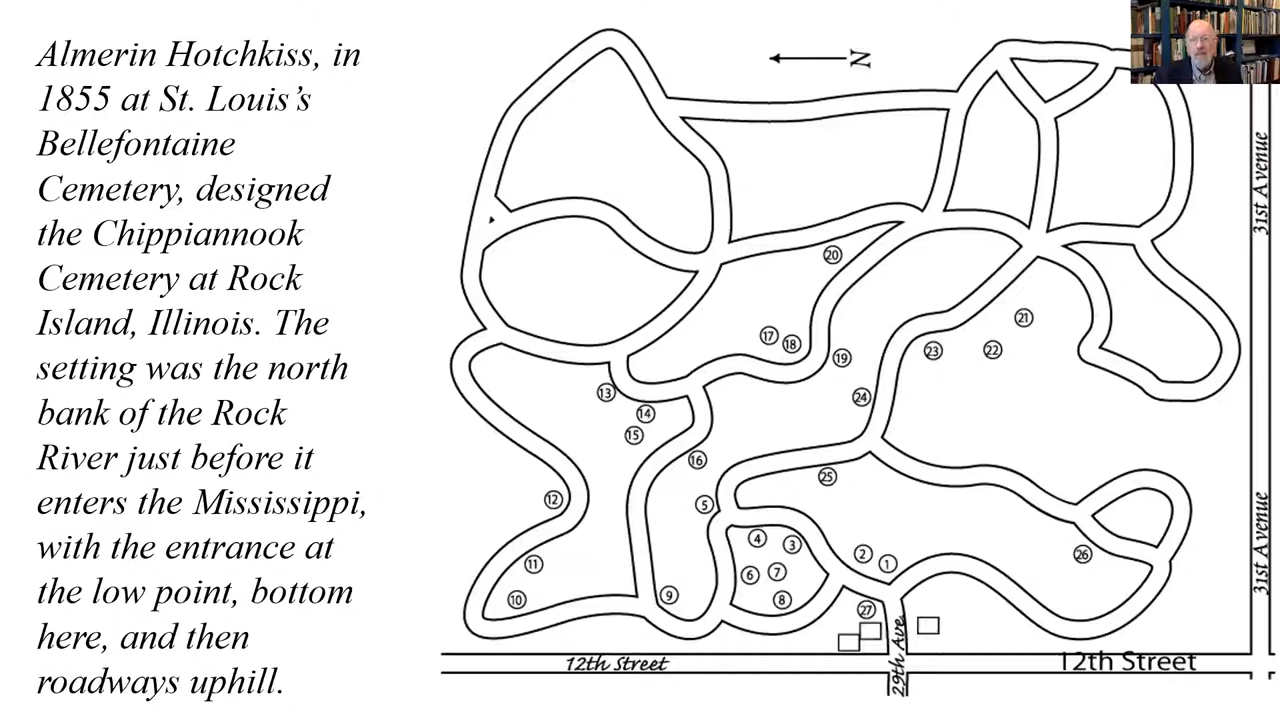 Almerin Hotchkiss, in
1855 at St. Louis’s
Bellefontaine
Cemetery, designed
the Chippiannook
Cemetery at Rock
Island, Illinois. The
setting was the north
bank of the Rock
River just before it
enters the Mississippi,
with the entrance at
the low point, bottom
here, and then
roadways uphill.
N
31st Avenue
20
21
17
18
23
22
19
13
24
14
15
16
25
12
5
31st Avenue
4
3
2
1
26
11
6
7
10
9
8
27
29th Ave.
12th Street
12th Street